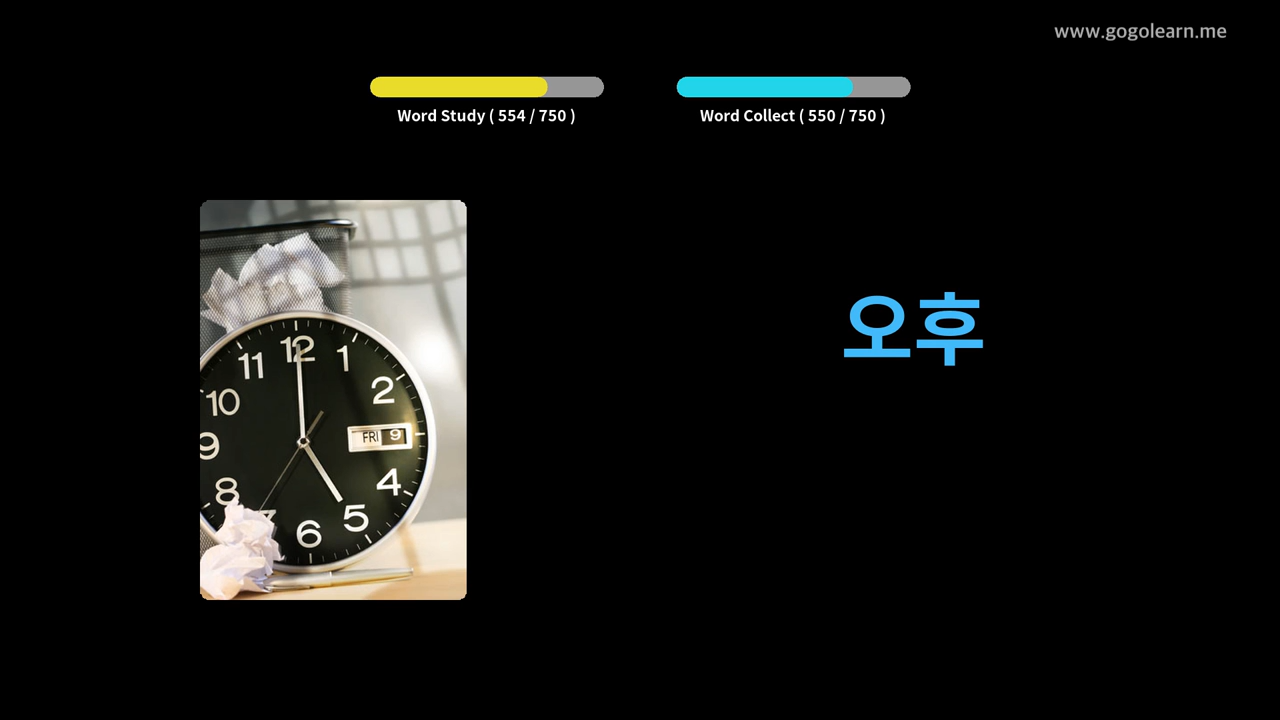 www.gogolearn.me
Word Study ( 554 / 750 )
Word Collect ( 550 / 750 )
12
11
1
10
2
9
FRI 9
8
4
7
5
6
오후